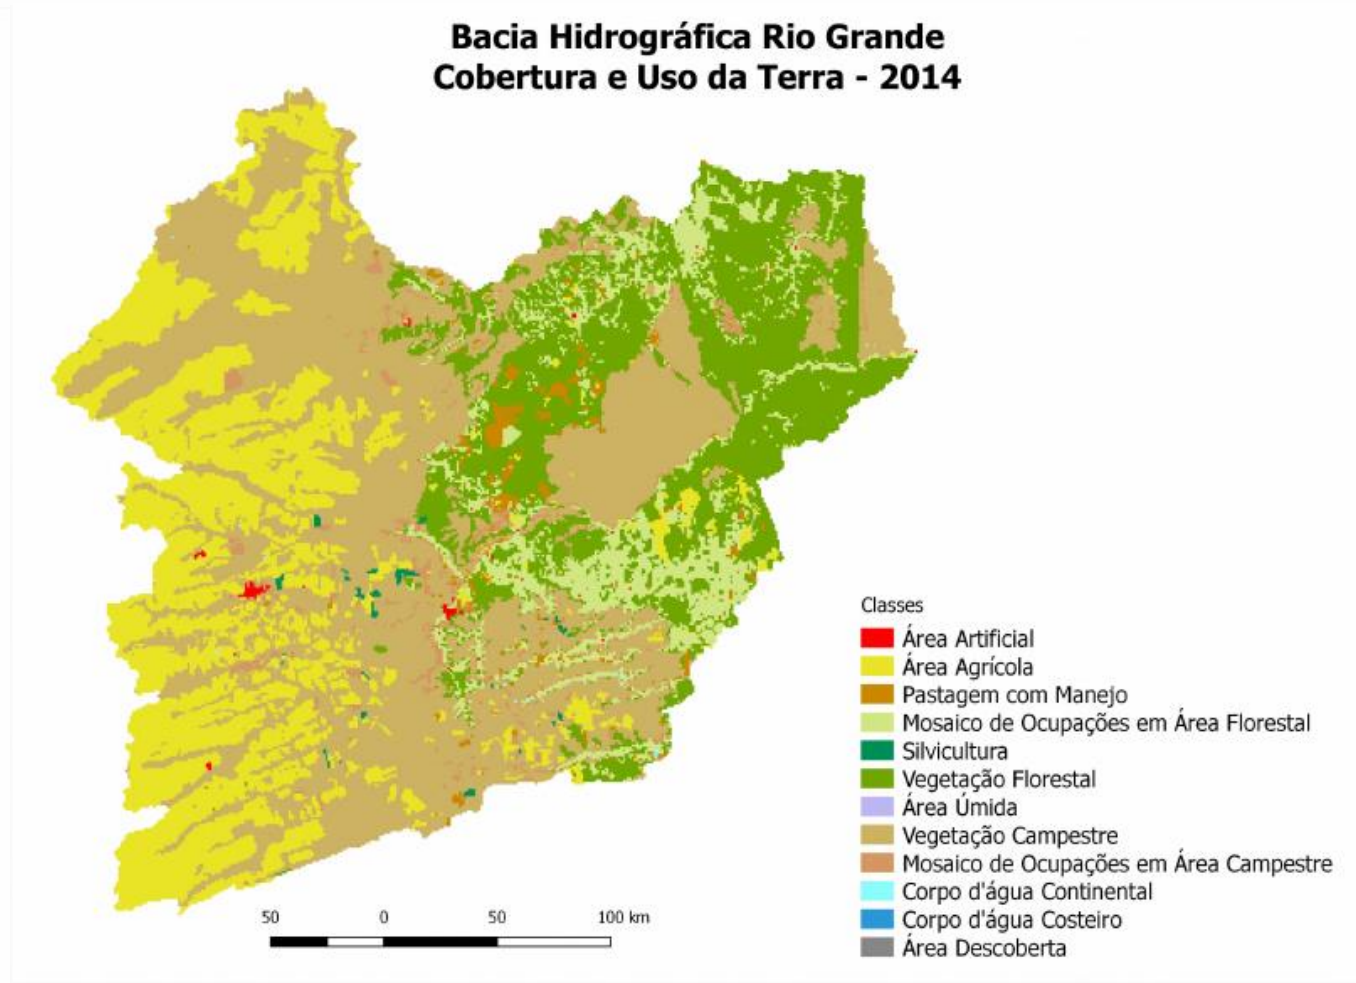 Bacia Hidrográfica Rio Grande
Cobertura e Uso da Terra - 2014
Classes
Área Artificial
Área Agrícola
Pastagem com Manejo
Mosaico de Ocupações em Área Florestal
Silvicultura
Vegetação Florestal
Área Úmida
Vegetação Campestre
Mosaico de Ocupações em Área Campestre
Corpo d'água Continental
Corpo d'água Costeiro
Área Descoberta
50 0 50 100 km